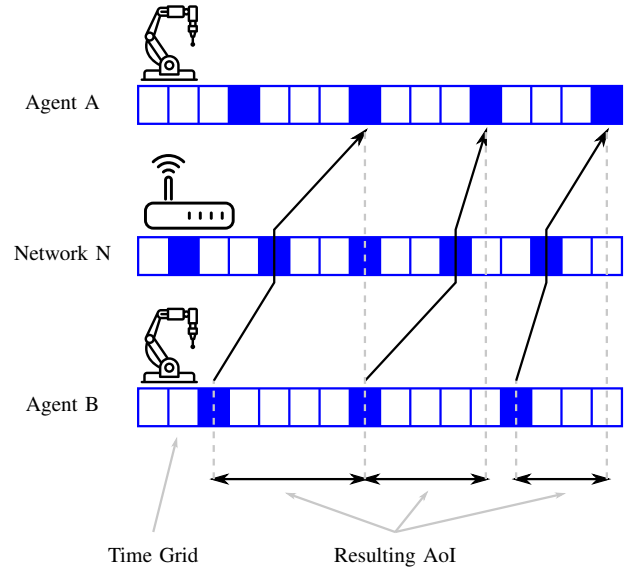 Agent A
Network N
Agent B
Time Grid
Resulting AoI